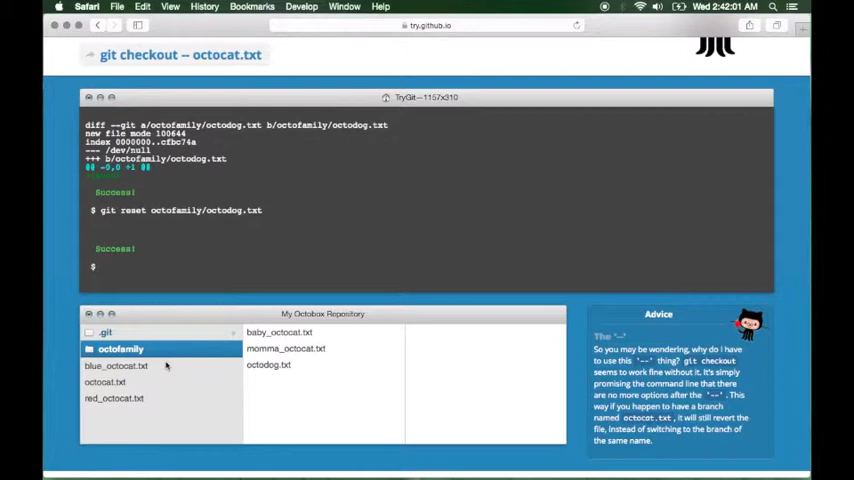 Safari File Edit View History Bookmarks Develop Window Help Wed 2:42:01 AM
try.github.io
git checkout -- octocat.txt
TryGit—1157x310
diff --git a/octofamily/octodog.txt b/octofamily/octodog.txt
new file mode 100644
index 0000000..cfbc74a
--- /dev/null
+++ b/octofamily/octodog.txt
@@ -0,0 +1 @@
Success!
$ git reset octofamily/octodog.txt
Success!
$
My Octobox Repository
.git
octofamily
blue_octocat.txt
octocat.txt
red_octocat.txt
baby_octocat.txt
momma_octocat.txt
octodog.txt
Advice
The '--'
So you may be wondering, why do I have
to use this '--' thing? git checkout
seems to work fine without it. It's simply
promising the command line that there
are no more options after the '--'. This
way if you happen to have a branch
named octocat.txt, it will still revert the
file, instead of switching to the branch of
the same name.